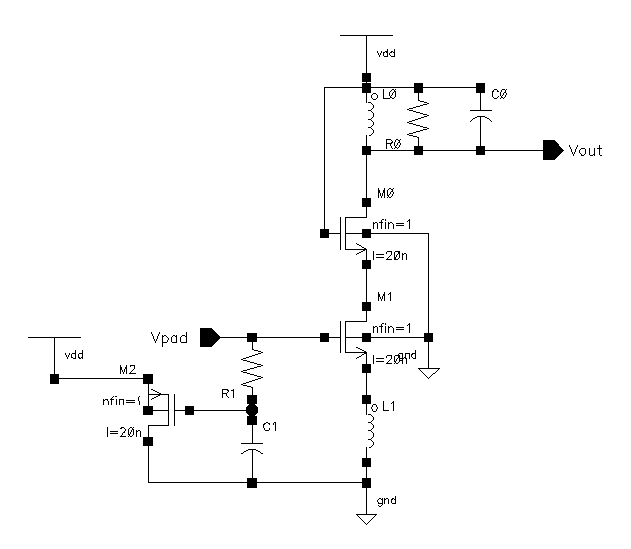 vdd
LØ
CØ
RØ
Vout
MØ
nfin=1
l=20n
M1
nfin=1
Vpad
l=20n
gnd
vdd
M2
R1
nfin=1
L1
C1
l=20n
gnd